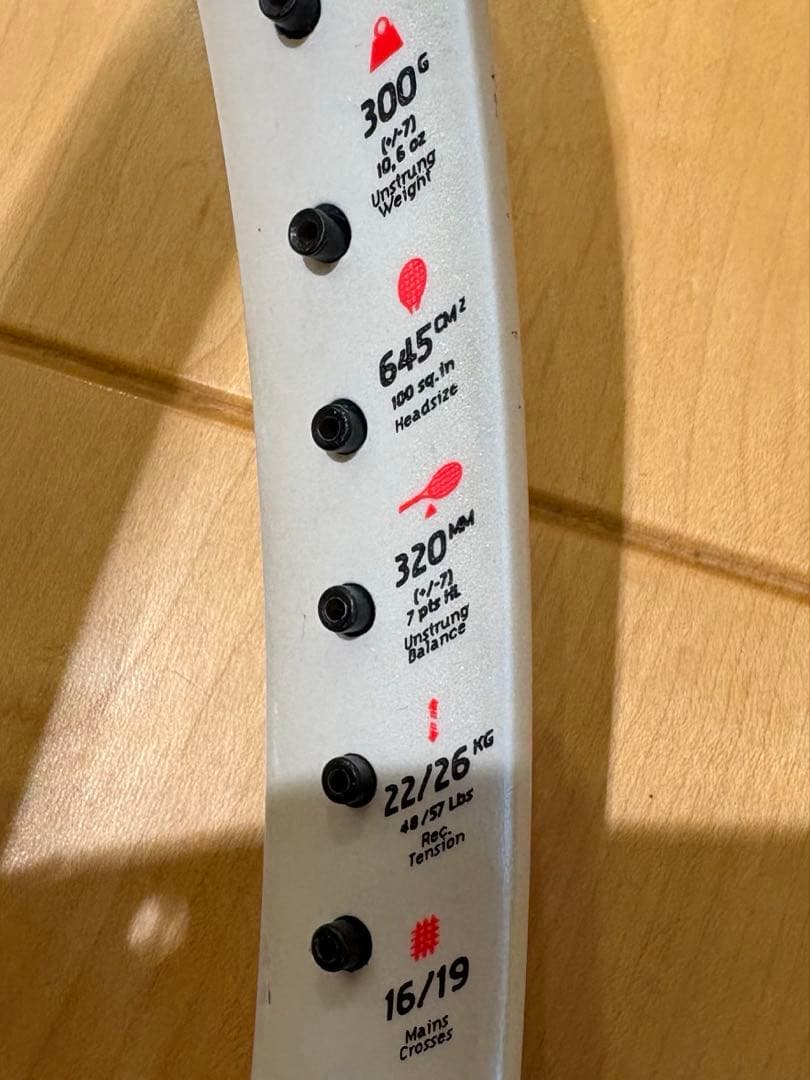 300G
(+/-7)
10,6 oz
Unstrung
Weight
645CM2
100 sq.in
Headsize
320MM
(+/-7)
7 pts HL
Unstrung
Balance
22/26KG
48/57 Lbs
Rec.
Tension
16/19
Mains
Crosses